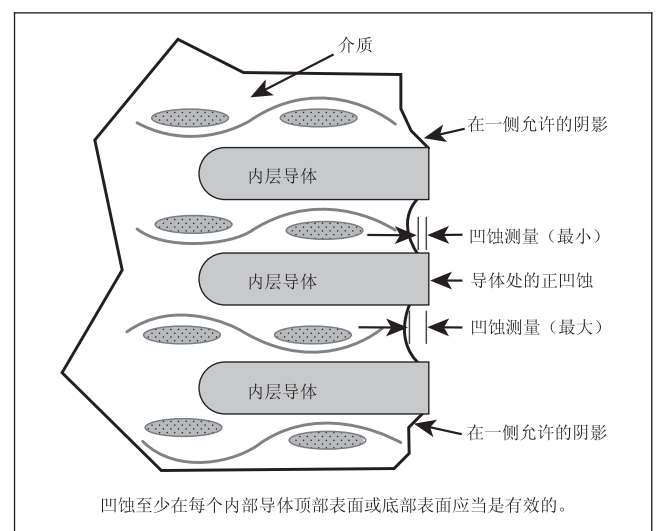 介质
在一侧允许的阴影
内层导体
凹蚀测量（最小）
内层导体
导体处的正凹蚀
凹蚀测量（最大）
内层导体
在一侧允许的阴影
凹蚀至少在每个内部导体顶部表面或底部表面应当是有效的。